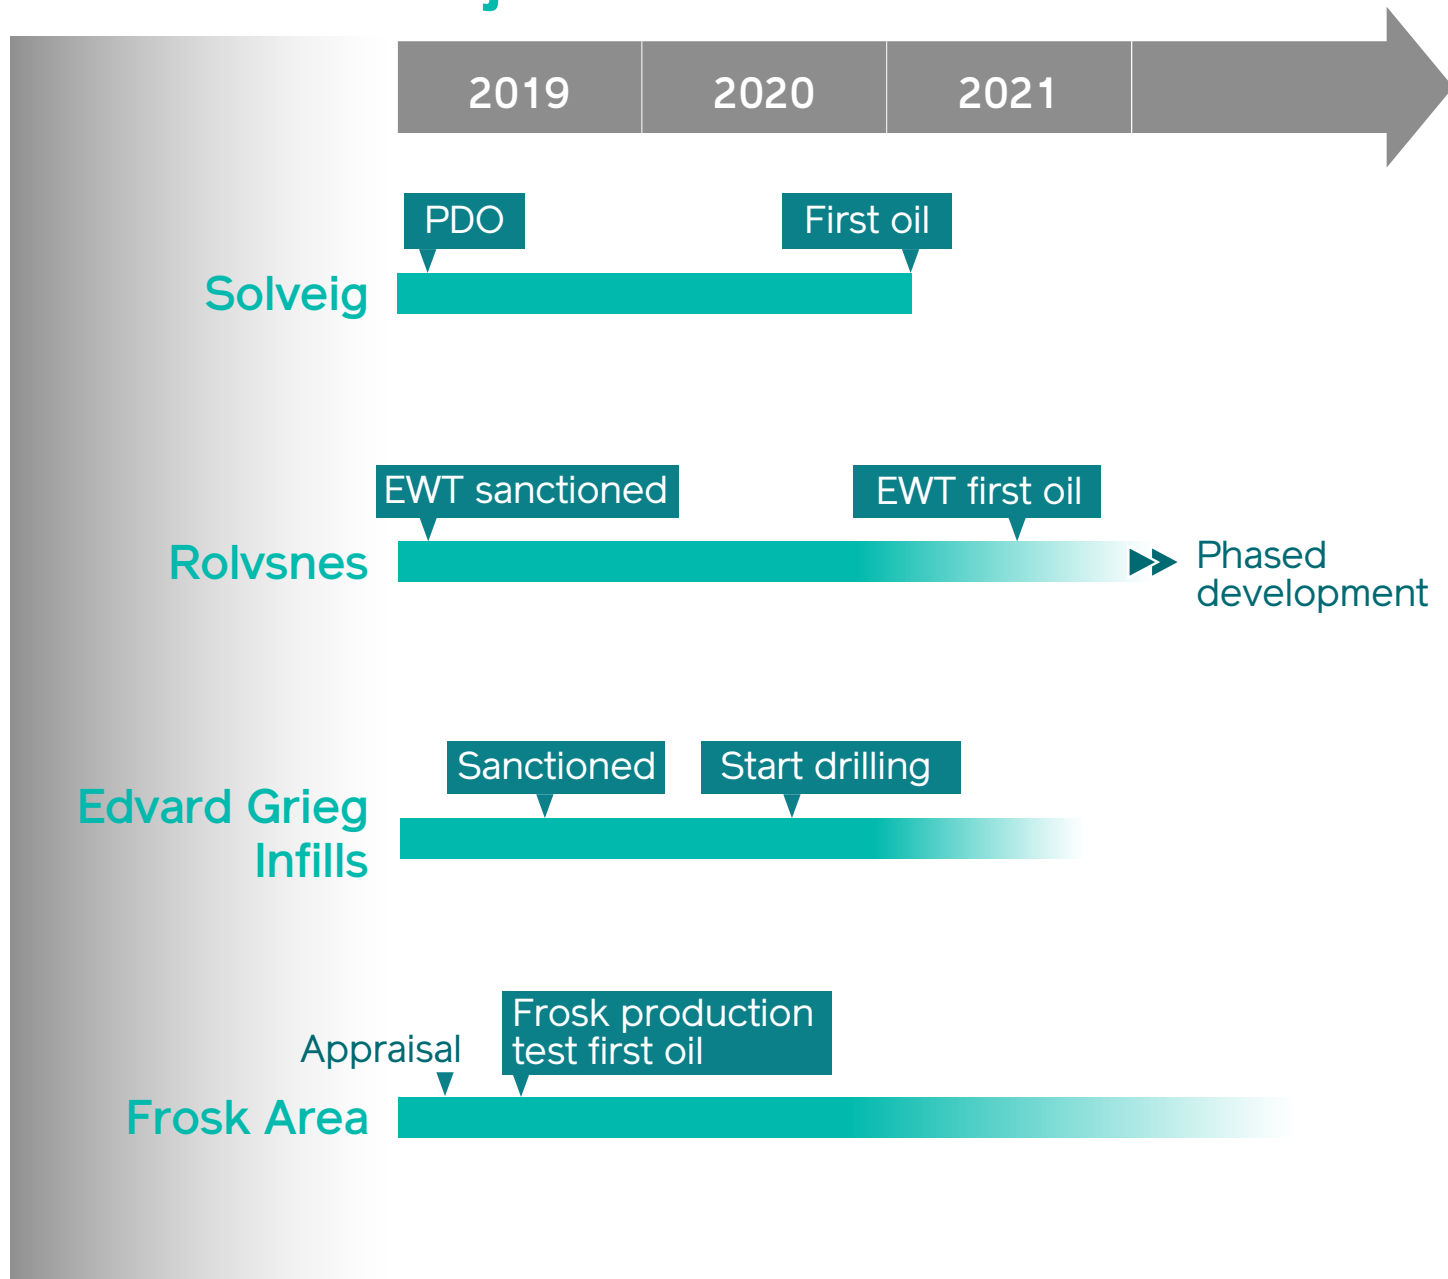 2019 2020 2021
PDO
First oil
Solveig
EWT sanctioned
EWT first oil
Rolvsnes
Phased
development
Sanctioned
Start drilling
Edvard Grieg
Infills
Appraisal
Frosk production
test first oil
Frosk Area